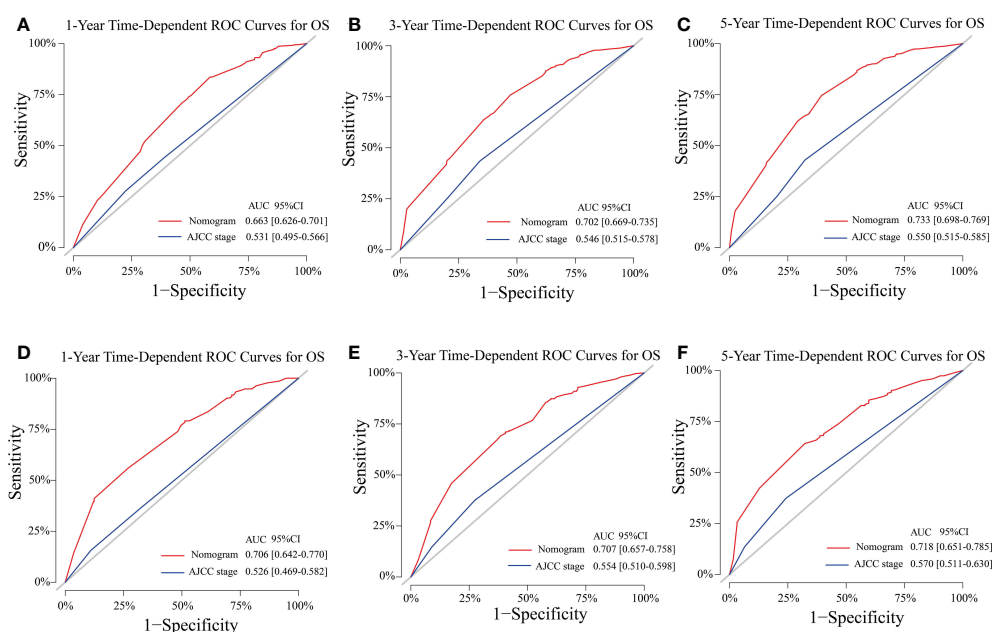 A
1-Year Time-Dependent ROC Curves for OS
100%
75%
50%
25%
0%
Sensitivity
AUC 95%CI
Nomogram 0.663 [0.626-0.701]
AJCC stage 0.531 [0.495-0.566]
0% 25% 50% 75% 100%
1−Specificity
B
3-Year Time-Dependent ROC Curves for OS
100%
75%
50%
25%
0%
Sensitivity
AUC 95%CI
Nomogram 0.702 [0.669-0.735]
AJCC stage 0.546 [0.515-0.578]
0% 25% 50% 75% 100%
1−Specificity
C
5-Year Time-Dependent ROC Curves for OS
100%
75%
50%
25%
0%
Sensitivity
AUC 95%CI
Nomogram 0.733 [0.698-0.769]
AJCC stage 0.550 [0.515-0.585]
0% 25% 50% 75% 100%
1−Specificity
D
1-Year Time-Dependent ROC Curves for OS
100%
75%
50%
25%
0%
Sensitivity
AUC 95%CI
Nomogram 0.706 [0.642-0.770]
AJCC stage 0.526 [0.469-0.582]
0% 25% 50% 75% 100%
1−Specificity
E
3-Year Time-Dependent ROC Curves for OS
100%
75%
50%
25%
0%
Sensitivity
AUC 95%CI
Nomogram 0.707 [0.657-0.758]
AJCC stage 0.554 [0.510-0.598]
0% 25% 50% 75% 100%
1−Specificity
F
5-Year Time-Dependent ROC Curves for OS
100%
75%
50%
25%
0%
Sensitivity
AUC 95%CI
Nomogram 0.718 [0.651-0.785]
AJCC stage 0.570 [0.511-0.630]
0% 25% 50% 75% 100%
1−Specificity